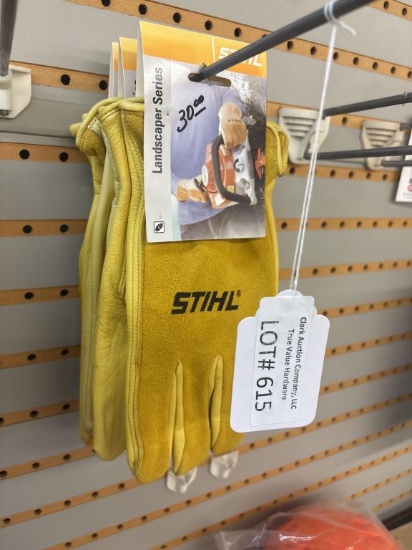 STIHL
Landscaper Series
30.00
STIHL
Clark Auction Company, LLC
True Value Hardware
LOT# 615